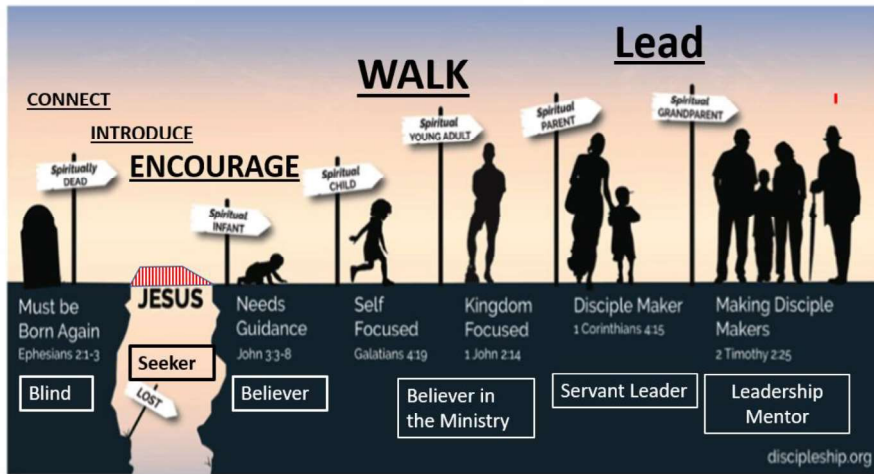 Lead
WALK
CONNECT
INTRODUCE
ENCOURAGE
Spiritually
DEAD
Spiritual
INFANT
Spiritual
CHILD
Spiritual
YOUNG ADULT
Spiritual
PARENT
Spiritual
GRANDPARENT
JESUS
Must be
Born Again
Ephesians 2:1-3
Needs
Guidance
John 3:3-8
Self
Focused
Galatians 4:19
Kingdom
Focused
1 John 2:14
Disciple Maker
1 Corinthians 4:15
Making Disciple
Makers
2 Timothy 2:25
Blind
Seeker
LOST
Believer
Believer in
the Ministry
Servant Leader
Leadership
Mentor
discipleship.org